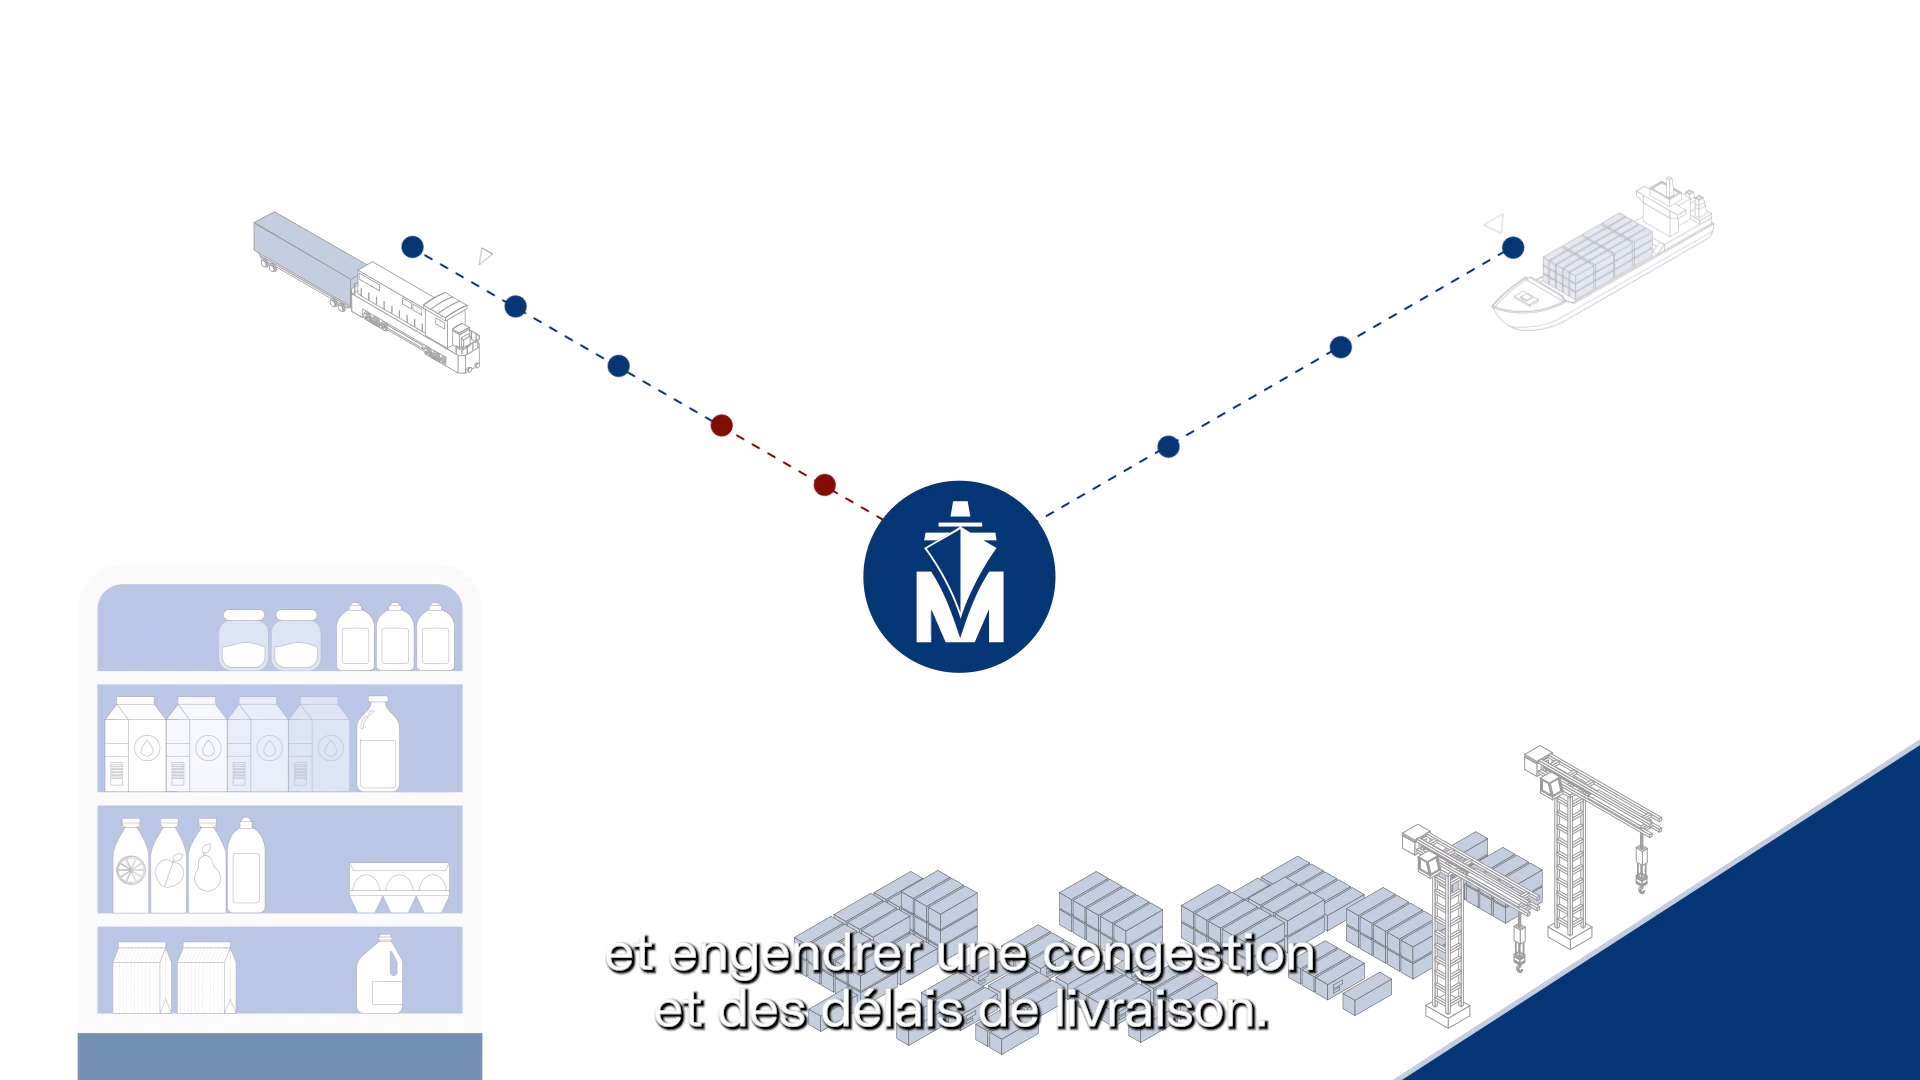 M
et engendrer une congestion
et des délais de livraison.